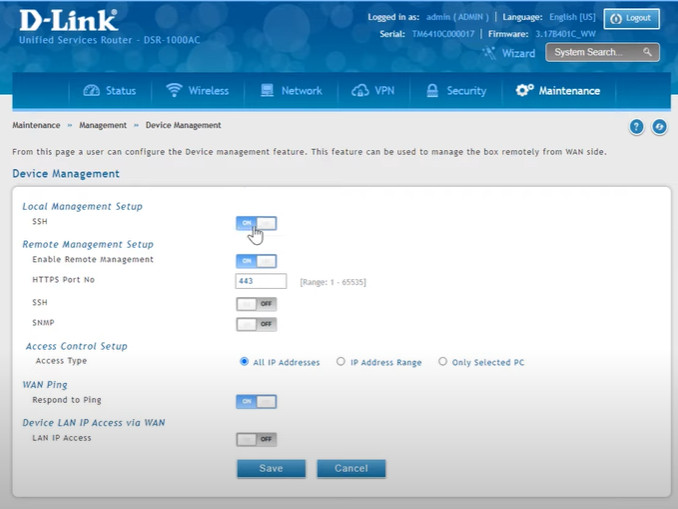 D-Link
Logged in as: admin ( ADMIN ) | Language: English [US]
Logout
Unified Services Router - DSR-1000AC
Serial: TM6410C000017 | Firmware: 3.17B401C_WW
Wizard
System Search...
Status
Wireless
Network
VPN
Security
Maintenance
Maintenance » Management » Device Management
?
From this page a user can configure the Device management feature. This feature can be used to manage the box remotely from WAN side.
Device Management
Local Management Setup
SSH ON
Remote Management Setup
Enable Remote Management ON
HTTPS Port No 443 [Range: 1 - 65535]
SSH OFF
SNMP OFF
Access Control Setup
Access Type All IP Addresses IP Address Range Only Selected PC
WAN Ping
Respond to Ping ON
Device LAN IP Access via WAN
LAN IP Access OFF
Save Cancel